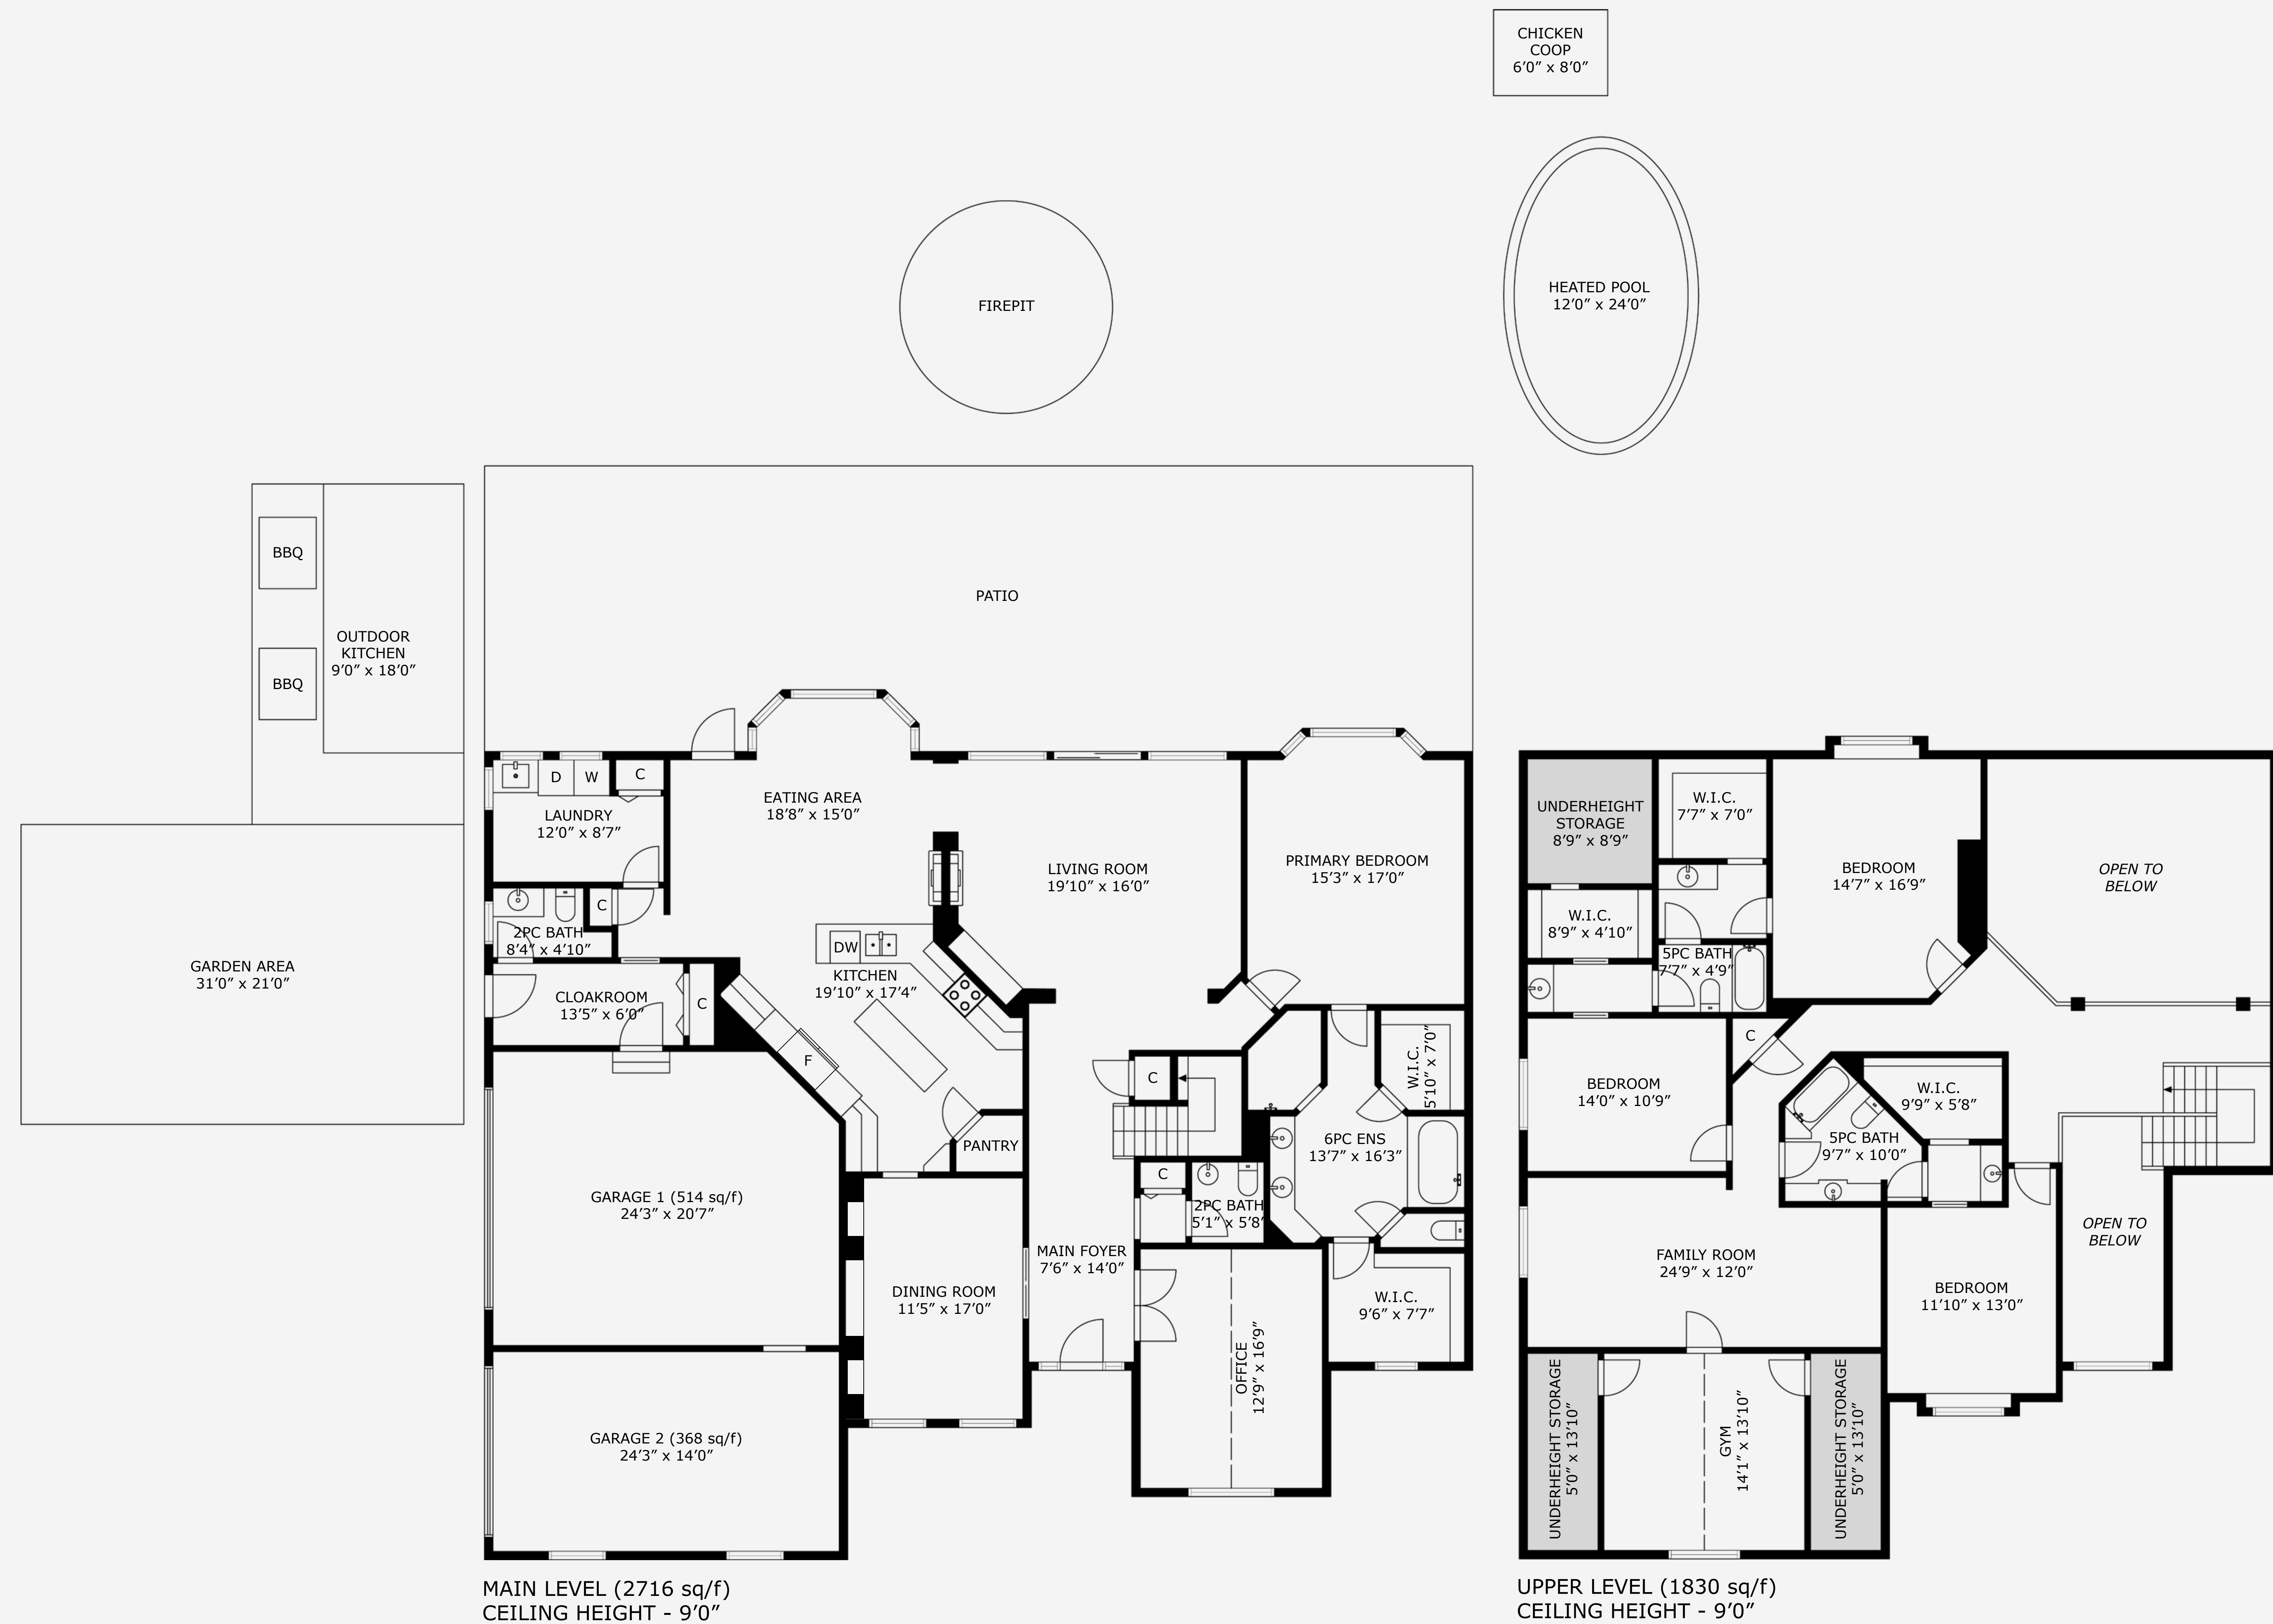 CHICKEN
COOP
6′0″ x 8′0″
HEATED POOL
12′0″ x 24′0″
FIREPIT
PATIO
BBQ
BBQ
OUTDOOR
KITCHEN
9′0″ x 18′0″
GARDEN AREA
31′0″ x 21′0″
D
W
C
LAUNDRY
12′0″ x 8′7″
C
2PC BATH
8′4″ x 4′10″
CLOAKROOM
13′5″ x 6′0″
C
EATING AREA
18′8″ x 15′0″
DW
KITCHEN
19′10″ x 17′4″
F
PANTRY
LIVING ROOM
19′10″ x 16′0″
PRIMARY BEDROOM
15′3″ x 17′0″
W.I.C.
5′10″ x 7′0″
C
6PC ENS
13′7″ x 16′3″
C
2PC BATH
5′1″ x 5′8″
GARAGE 1 (514 sq/f)
24′3″ x 20′7″
DINING ROOM
11′5″ x 17′0″
MAIN FOYER
7′6″ x 14′0″
OFFICE
12′9″ x 16′9″
W.I.C.
9′6″ x 7′7″
GARAGE 2 (368 sq/f)
24′3″ x 14′0″
MAIN LEVEL (2716 sq/f)
CEILING HEIGHT - 9′0″
UNDERHEIGHT
STORAGE
8′9″ x 8′9″
W.I.C.
7′7″ x 7′0″
BEDROOM
14′7″ x 16′9″
OPEN TO
BELOW
W.I.C.
8′9″ x 4′10″
5PC BATH
7′7″ x 4′9″
C
BEDROOM
14′0″ x 10′9″
W.I.C.
9′9″ x 5′8″
5PC BATH
9′7″ x 10′0″
FAMILY ROOM
24′9″ x 12′0″
BEDROOM
11′10″ x 13′0″
OPEN TO
BELOW
UNDERHEIGHT STORAGE
5′0″ x 13′10″
GYM
14′1″ x 13′10″
UNDERHEIGHT STORAGE
5′0″ x 13′10″
UPPER LEVEL (1830 sq/f)
CEILING HEIGHT - 9′0″